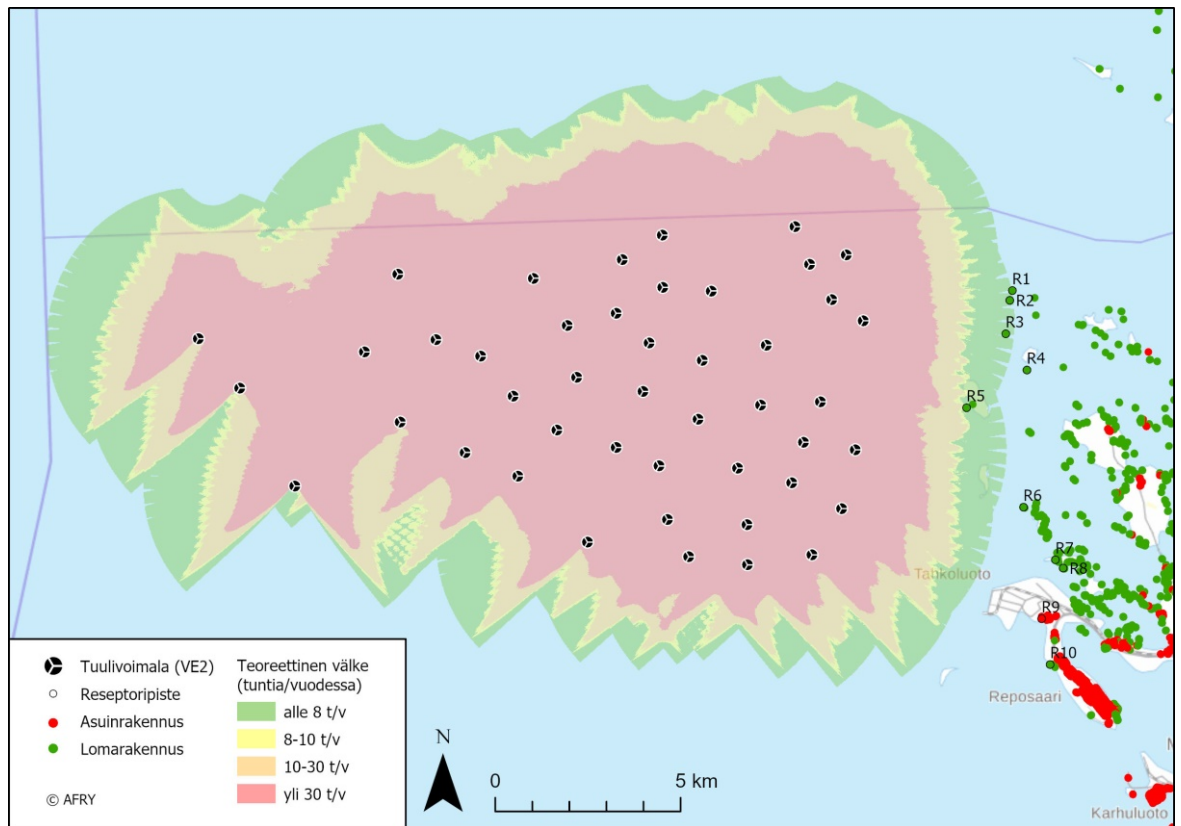 R1
R2
R3
R4
R5
R6
R7
R8
Tahkoluoto
R9
R10
Reposaari
Karhuluoto
Tuulivoimala (VE2)
Reseptoripiste
Asuinrakennus
Lomarakennus
© AFRY
Teoreettinen välke
(tuntia/vuodessa)
alle 8 t/v
8-10 t/v
10-30 t/v
yli 30 t/v
N
0 5 km